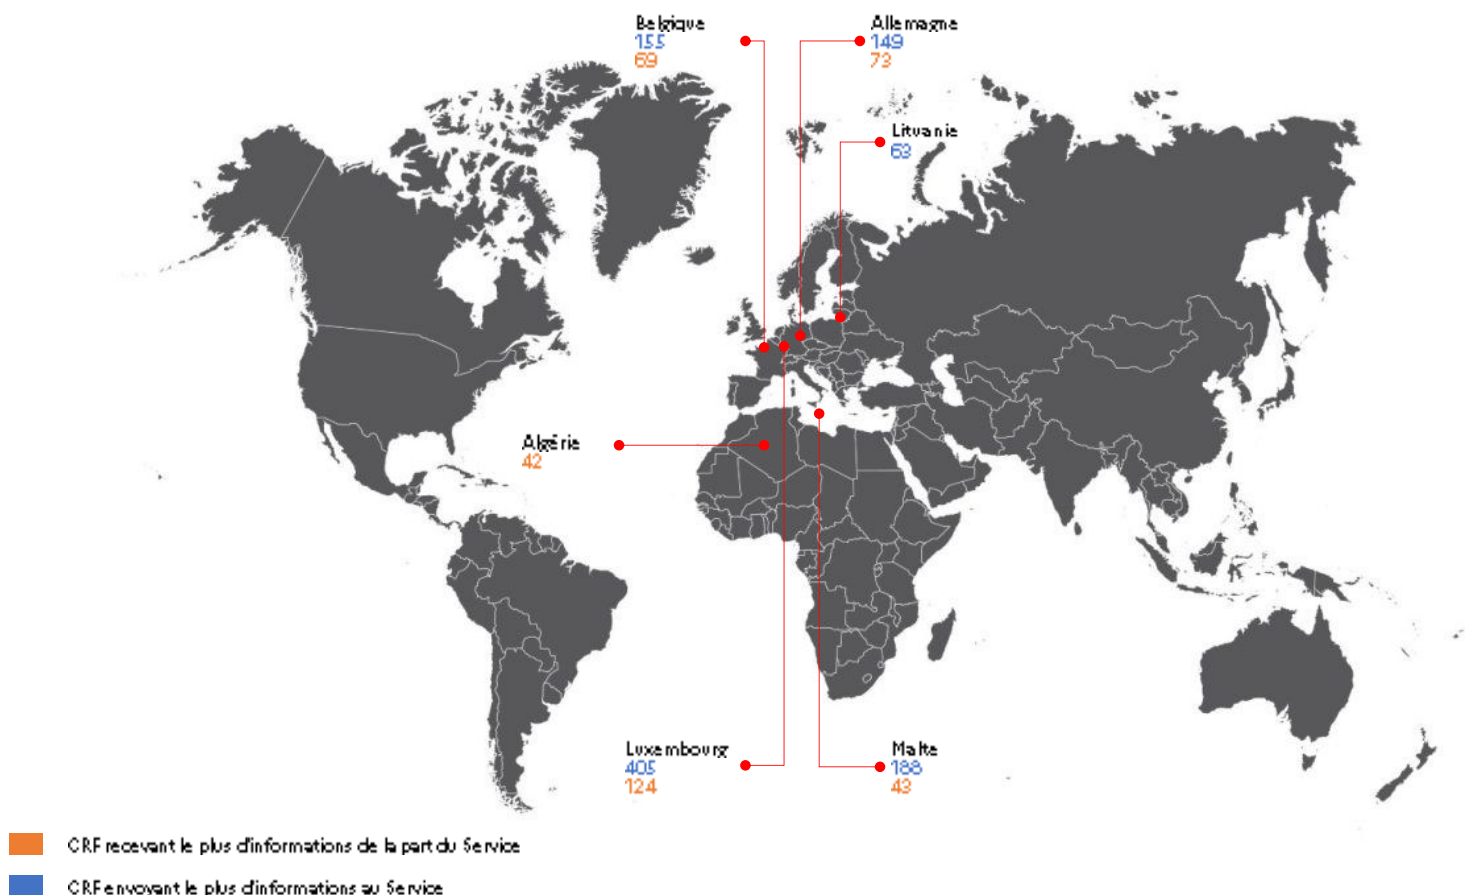 Belgique
155
69
Allemagne
149
73
Lituanie
63
Algérie
42
Luxembourg
405
124
Malte
188
43
CRF recevant le plus d'informations de la part du Service
CRF envoyant le plus d'informations au Service